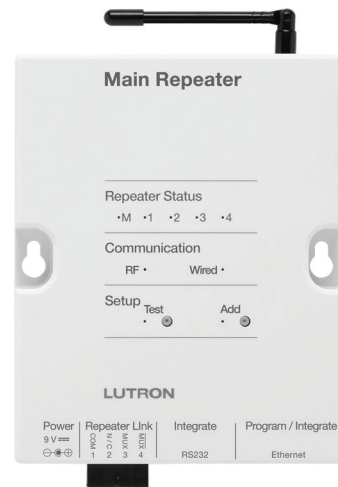 Main Repeater
Repeater Status
•M •1 •2 •3 •4
Communication
RF • Wired •
Setup Test Add
LUTRON
Power Repeater Link Integrate Program / Integrate
9 V COM N / C MUX MUX
1 2 3 4 RS232 Ethernet